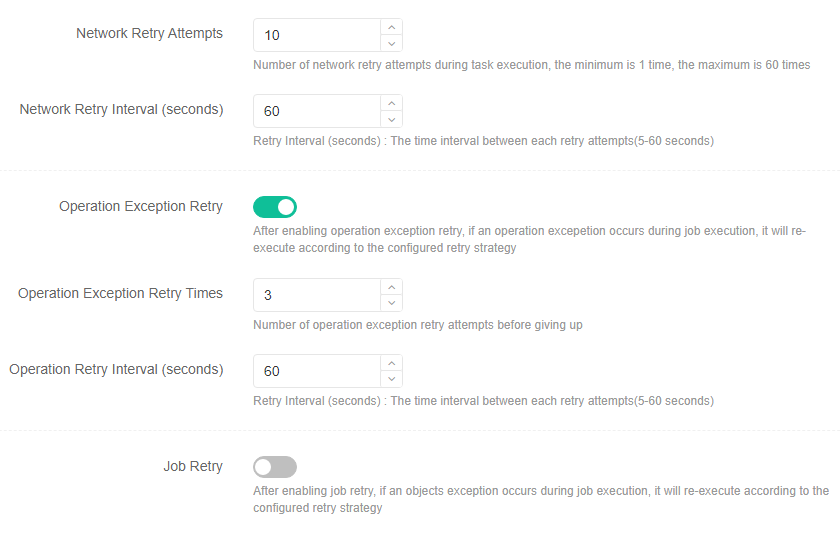 Network Retry Attempts
10
Number of network retry attempts during task execution, the minimum is 1 time, the maximum is 60 times
Network Retry Interval (seconds)
60
Retry Interval (seconds) : The time interval between each retry attempts(5-60 seconds)
Operation Exception Retry
After enabling operation exception retry, if an operation excepetion occurs during job execution, it will re-
execute according to the configured retry strategy
Operation Exception Retry Times
3
Number of operation exception retry attempts before giving up
Operation Retry Interval (seconds)
60
Retry Interval (seconds) : The time interval between each retry attempts(5-60 seconds)
Job Retry
After enabling job retry, if an objects exception occurs during job execution, it will re-execute according to the
configured retry strategy